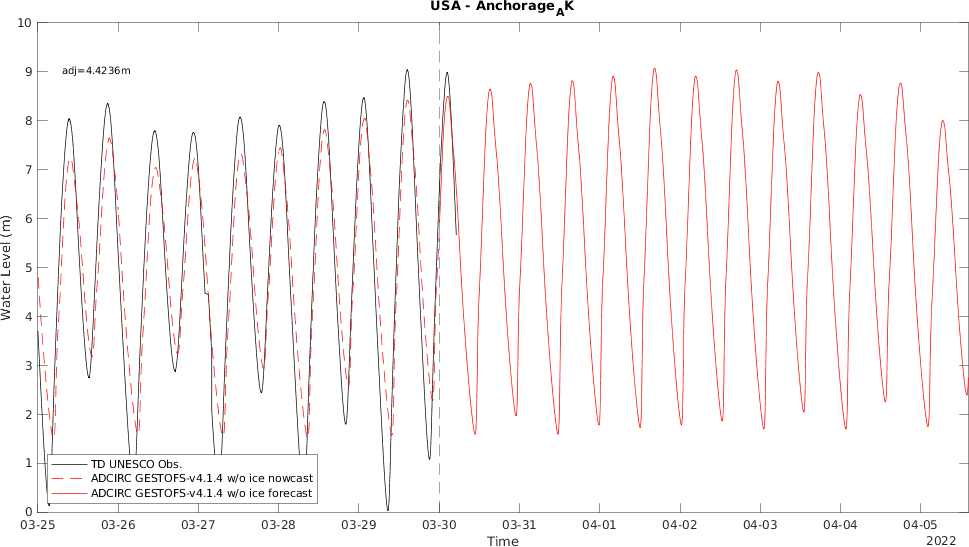 USA - Anchorage_AK
10
9
adj=4.4236m
8
7
6
5
4
3
2
1
0
Water Level (m)
TD UNESCO Obs.
ADCIRC GESTOFS-v4.1.4 w/o ice nowcast
ADCIRC GESTOFS-v4.1.4 w/o ice forecast
03-25 03-26 03-27 03-28 03-29 03-30 03-31 04-01 04-02 04-03 04-04 04-05
Time
2022